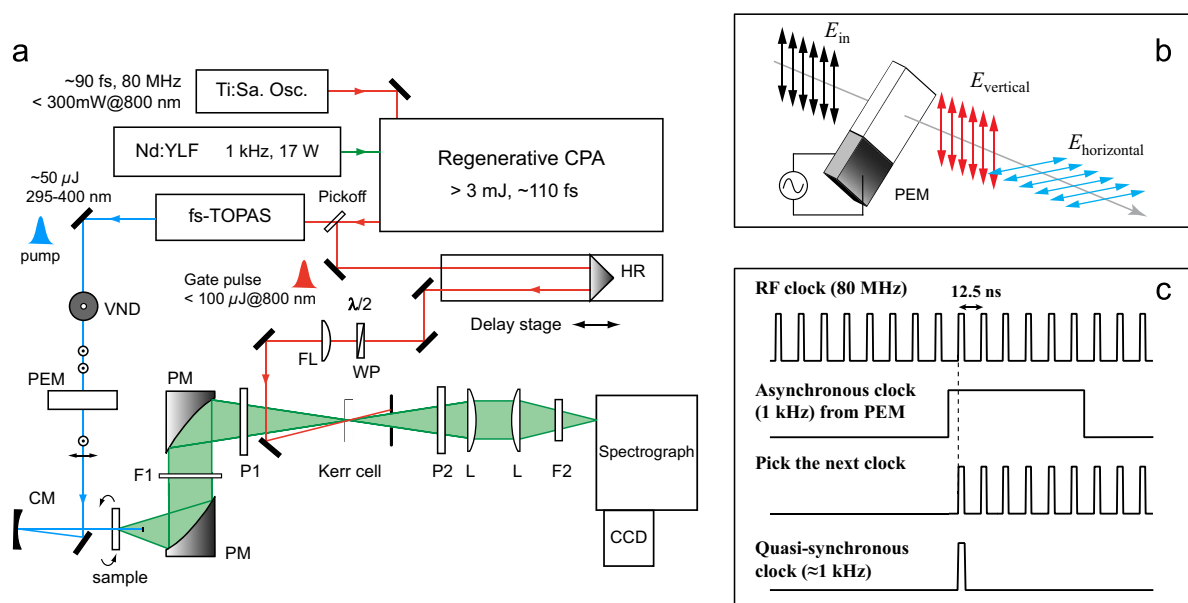 a
~90 fs, 80 MHz
< 300mW@800 nm
Ti:Sa. Osc.
Nd:YLF 1 kHz, 17 W
Regenerative CPA
> 3 mJ, ~110 fs
~50 µJ
295-400 nm
fs-TOPAS
Pickoff
pump
Gate pulse
< 100 µJ@800 nm
HR
VND
λ/2
Delay stage
FL
WP
PEM
PM
F1
P1
Kerr cell
P2
L
L
F2
Spectrograph
CM
PM
CCD
sample
b
E in
E vertical
E horizontal
PEM
c
RF clock (80 MHz)
12.5 ns
Asynchronous clock
(1 kHz) from PEM
Pick the next clock
Quasi-synchronous
clock (≈1 kHz)